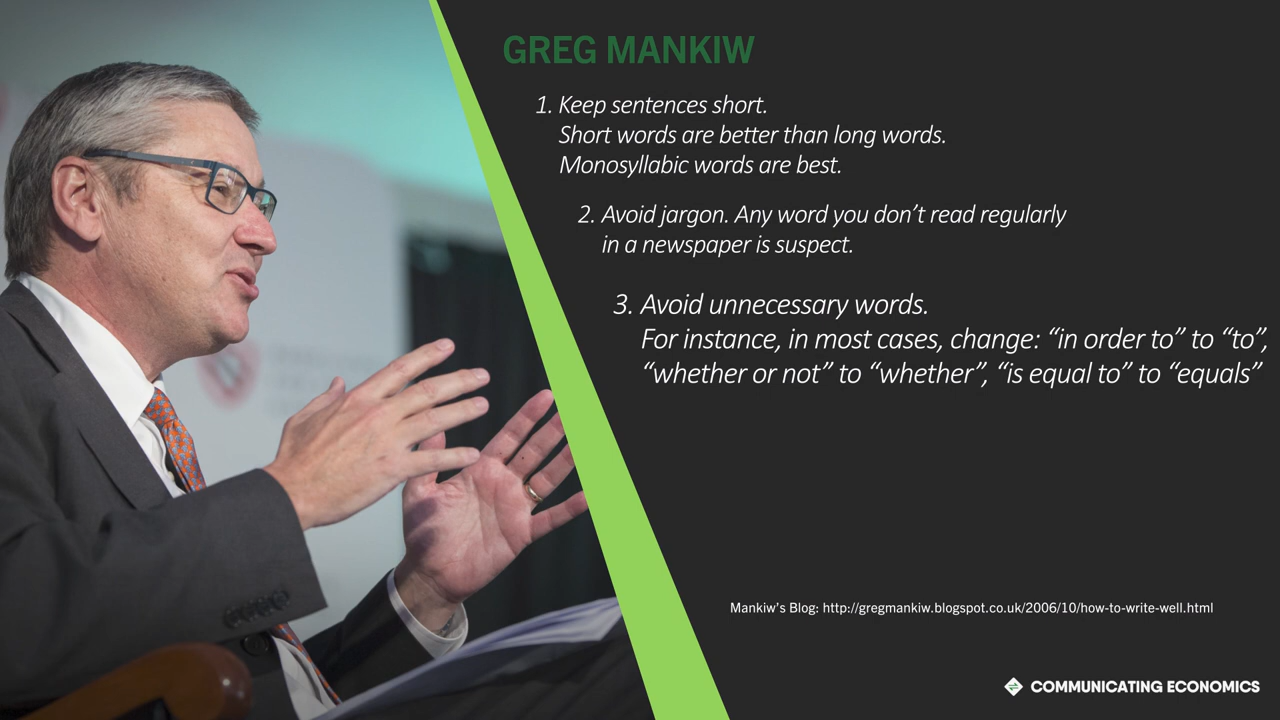 GREG MANKIW
1. Keep sentences short.
Short words are better than long words.
Monosyllabic words are best.
2. Avoid jargon. Any word you don’t read regularly
in a newspaper is suspect.
3. Avoid unnecessary words.
For instance, in most cases, change: “in order to” to “to”,
“whether or not” to “whether”, “is equal to” to “equals”
Mankiw’s Blog: http://gregmankiw.blogspot.co.uk/2006/10/how-to-write-well.html
COMMUNICATING ECONOMICS